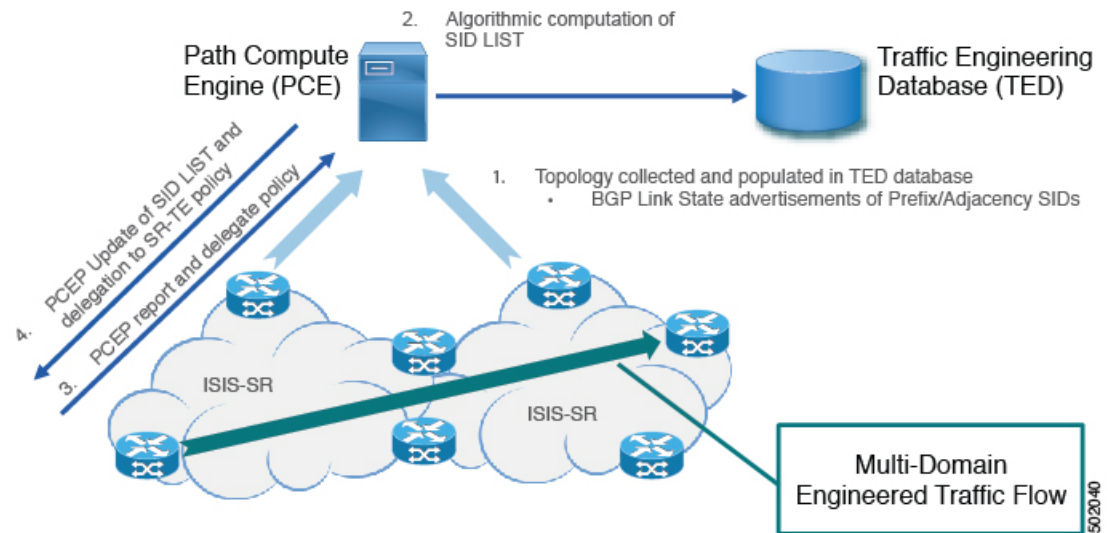 2. Algorithmic computation of
SID LIST
Path Compute
Engine (PCE)
Traffic Engineering
Database (TED)
1. Topology collected and populated in TED database
• BGP Link State advertisements of Prefix/Adjacency SIDs
4. PCEP Update of SID LIST and
delegation to SR-TE policy
3. PCEP report and delegate policy
ISIS-SR
ISIS-SR
Multi-Domain
Engineered Traffic Flow
502040